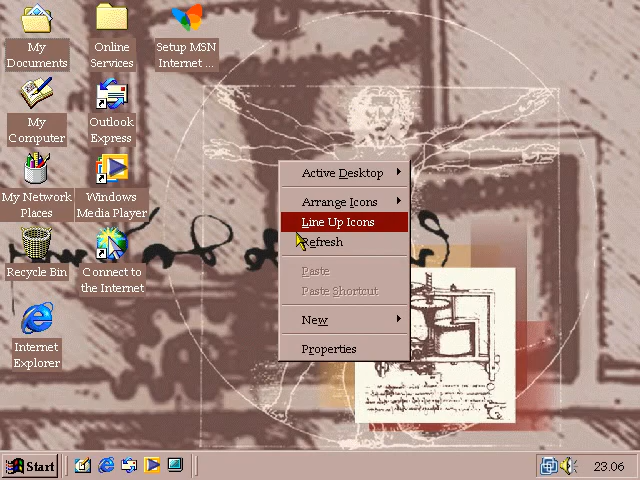 My
Documents
Online
Services
Setup MSN
Internet ...
My
Computer
Outlook
Express
My Network
Places
Windows
Media Player
Recycle Bin
Connect to
the Internet
Internet
Explorer
Active Desktop
Arrange Icons
Line Up Icons
Refresh
Paste
Paste Shortcut
New
Properties
Start
23.06